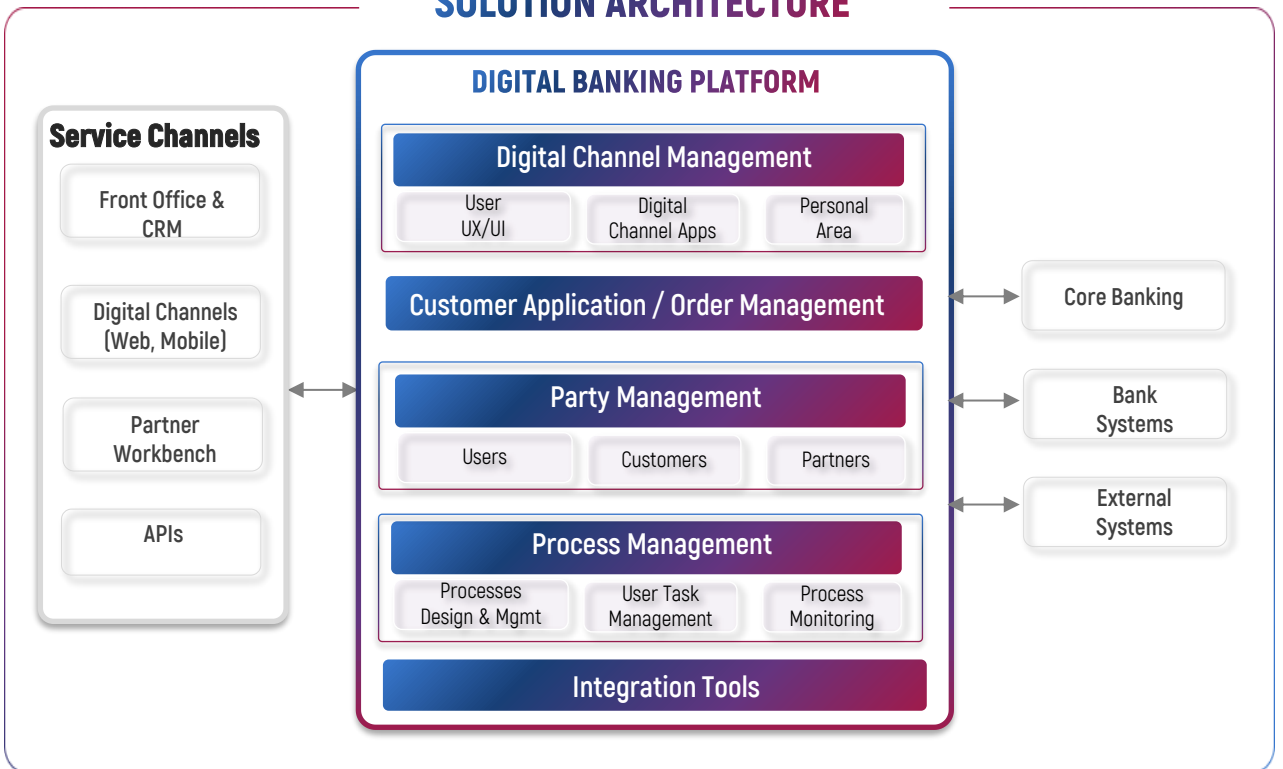 SOLUTION ARCHITECTURE
DIGITAL BANKING PLATFORM
Service Channels
Front Office &
CRM
Digital Channels
(Web, Mobile)
Partner
Workbench
APIs
Digital Channel Management
User
UX/UI
Digital
Channel Apps
Personal
Area
Customer Application / Order Management
Party Management
Users
Customers
Partners
Process Management
Processes
Design & Mgmt
User Task
Management
Process
Monitoring
Integration Tools
Core Banking
Bank
Systems
External
Systems